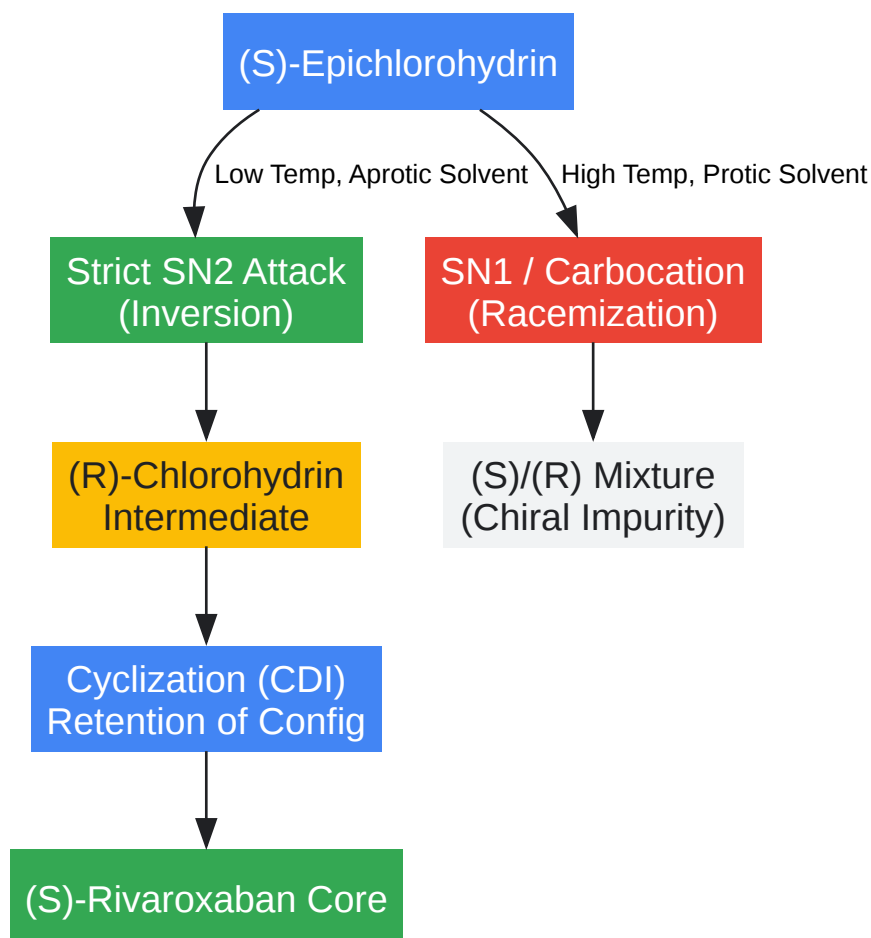 (S)-Epichlorohydrin
Low Temp, Aprotic Solvent
High Temp, Protic Solvent
Strict SN2 Attack
(Inversion)
SN1 / Carbocation
(Racemization)
(R)-Chlorohydrin
Intermediate
(S)/(R) Mixture
(Chiral Impurity)
Cyclization (CDI)
Retention of Config
(S)-Rivaroxaban Core